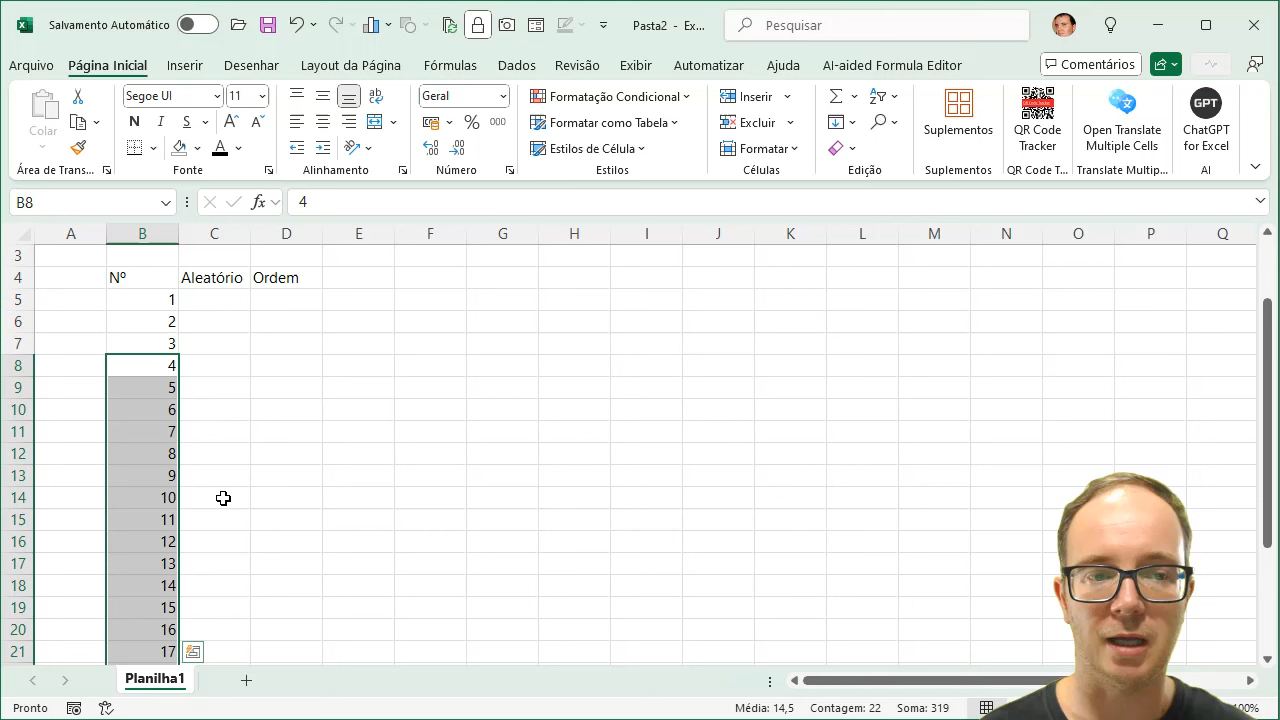 Salvamento Automático
Pasta2 - Ex...
Pesquisar
Arquivo Página Inicial Inserir Desenhar Layout da Página Fórmulas Dados Revisão Exibir Automatizar Ajuda AI-aided Formula Editor Comentários
Colar
Área de Trans...
Segoe UI 11
N I S A A
A
Fonte
ab
Alinhamento
Geral
% 000
Número
Formatação Condicional
Formatar como Tabela
Estilos de Célula
Estilos
Inserir
Excluir
Formatar
Células
Edição
Suplementos
Suplementos
QR Code Tracker
QR Code T...
Open Translate
Multiple Cells
Translate Multip...
GPT
ChatGPT
for Excel
AI
B8 fx 4
A B C D E F G H I J K L M N O P Q
3
4 Nº Aleatório Ordem
5 1
6 2
7 3
8 4
9 5
10 6
11 7
12 8
13 9
14 10
15 11
16 12
17 13
18 14
19 15
20 16
21 17
Planilha1
Pronto Média: 14,5 Contagem: 22 Soma: 319 100%